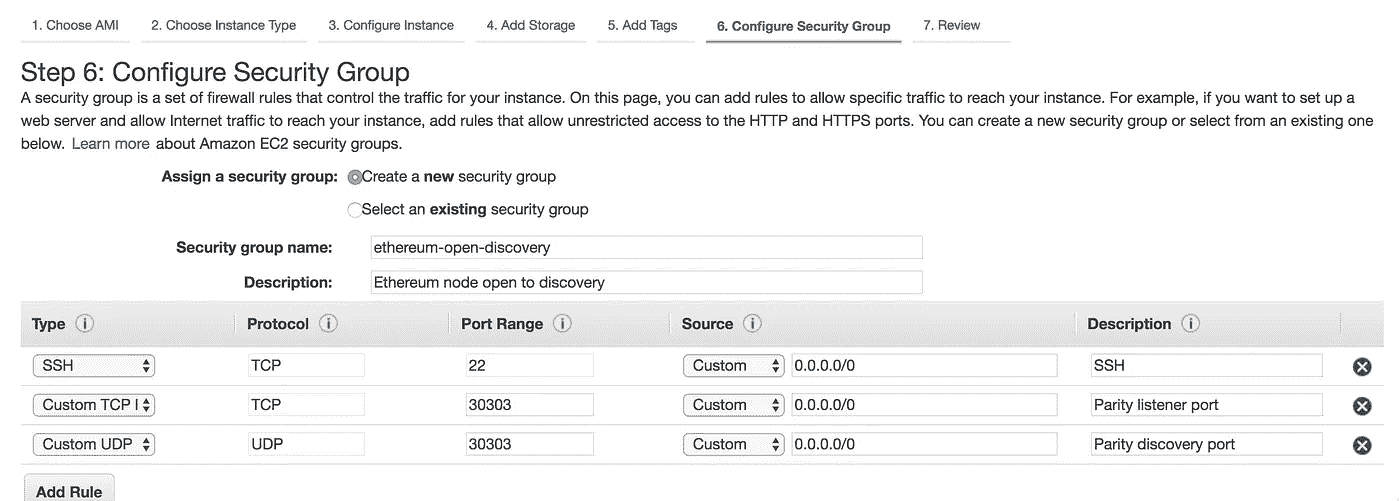 1. Choose AMI 2. Choose Instance Type 3. Configure Instance 4. Add Storage 5. Add Tags 6. Configure Security Group 7. Review
Step 6: Configure Security Group
A security group is a set of firewall rules that control the traffic for your instance. On this page, you can add rules to allow specific traffic to reach your instance. For example, if you want to set up a
web server and allow Internet traffic to reach your instance, add rules that allow unrestricted access to the HTTP and HTTPS ports. You can create a new security group or select from an existing one
below. Learn more about Amazon EC2 security groups.
Assign a security group: Create a new security group
Select an existing security group
Security group name: ethereum-open-discovery
Description: Ethereum node open to discovery
Type i Protocol i Port Range i Source i Description i
SSH TCP 22 Custom 0.0.0.0/0 SSH
Custom TCP I TCP 30303 Custom 0.0.0.0/0 Parity listener port
Custom UDP UDP 30303 Custom 0.0.0.0/0 Parity discovery port
Add Rule